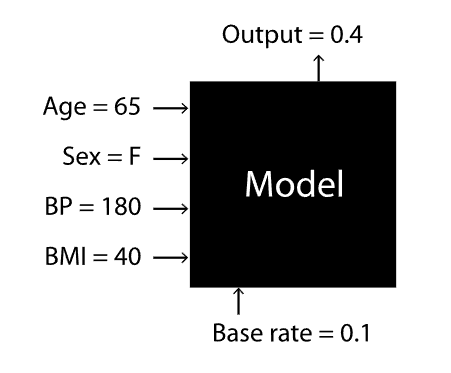 Output = 0.4
Age = 65
Sex = F
BP = 180
BMI = 40
Model
Base rate = 0.1